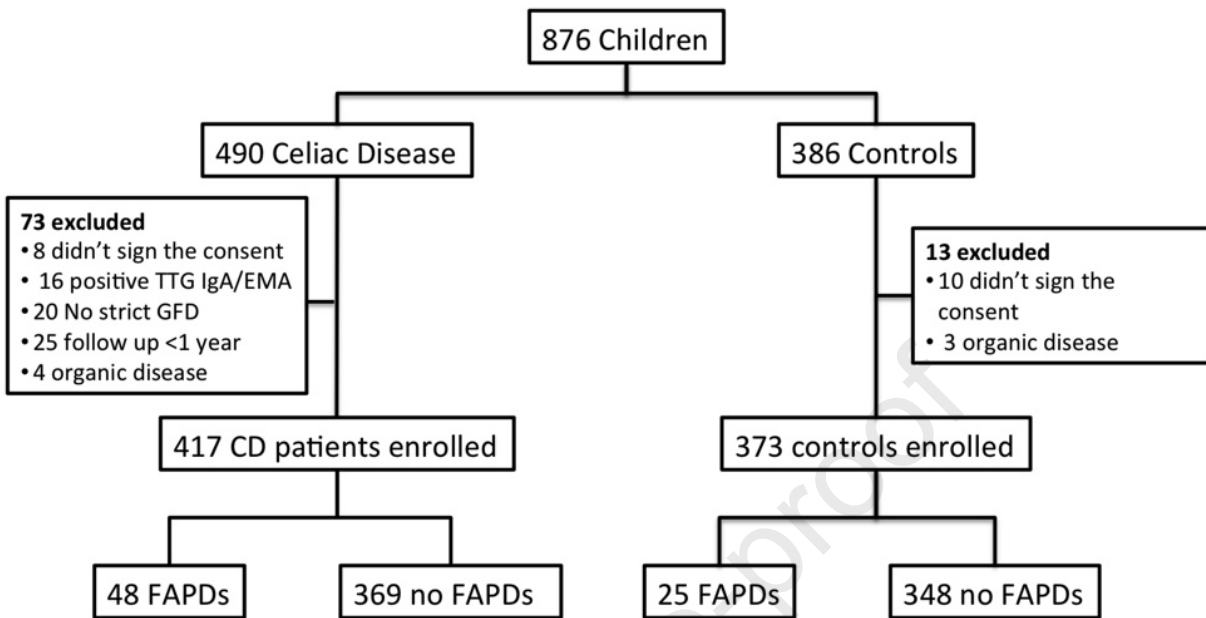 876 Children
490 Celiac Disease
386 Controls
73 excluded
• 8 didn't sign the consent
• 16 positive TTG IgA/EMA
• 20 No strict GFD
• 25 follow up <1 year
• 4 organic disease
13 excluded
• 10 didn't sign the
consent
• 3 organic disease
417 CD patients enrolled
373 controls enrolled
48 FAPDs
369 no FAPDs
25 FAPDs
348 no FAPDs
-proof